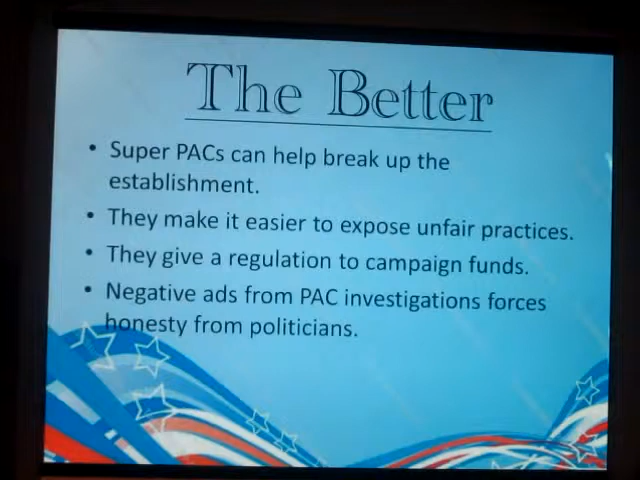 The Better
• Super PACs can help break up the
establishment.
• They make it easier to expose unfair practices.
• They give a regulation to campaign funds.
• Negative ads from PAC investigations forces
honesty from politicians.